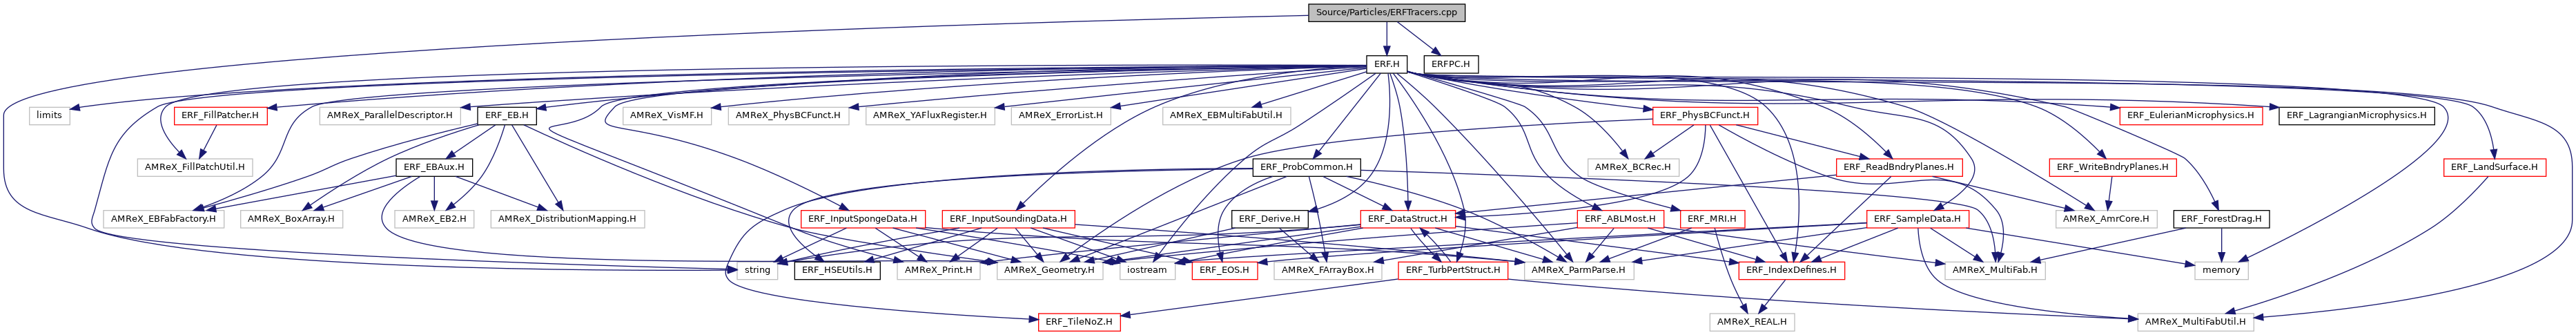 Source/Particles/ERFTracers.cpp
ERF.H
ERFPC.H
limits
ERF_FillPatcher.H
AMReX_ParallelDescriptor.H
ERF_EB.H
AMReX_VisMF.H
AMReX_PhysBCFunct.H
AMReX_YAFluxRegister.H
AMReX_ErrorList.H
AMReX_EBMultiFabUtil.H
ERF_PhysBCFunct.H
ERF_EulerianMicrophysics.H
ERF_LagrangianMicrophysics.H
AMReX_FillPatchUtil.H
ERF_EBAux.H
ERF_ProbCommon.H
AMReX_BCRec.H
ERF_ReadBndryPlanes.H
ERF_WriteBndryPlanes.H
ERF_LandSurface.H
AMReX_EBFabFactory.H
AMReX_BoxArray.H
AMReX_EB2.H
AMReX_DistributionMapping.H
ERF_InputSpongeData.H
ERF_InputSoundingData.H
ERF_Derive.H
ERF_DataStruct.H
ERF_ABLMost.H
ERF_MRI.H
ERF_SampleData.H
AMReX_AmrCore.H
ERF_ForestDrag.H
string
ERF_HSEUtils.H
AMReX_Print.H
AMReX_Geometry.H
iostream
ERF_EOS.H
AMReX_FArrayBox.H
ERF_TurbPertStruct.H
AMReX_ParmParse.H
ERF_IndexDefines.H
AMReX_MultiFab.H
memory
ERF_TileNoZ.H
AMReX_REAL.H
AMReX_MultiFabUtil.H